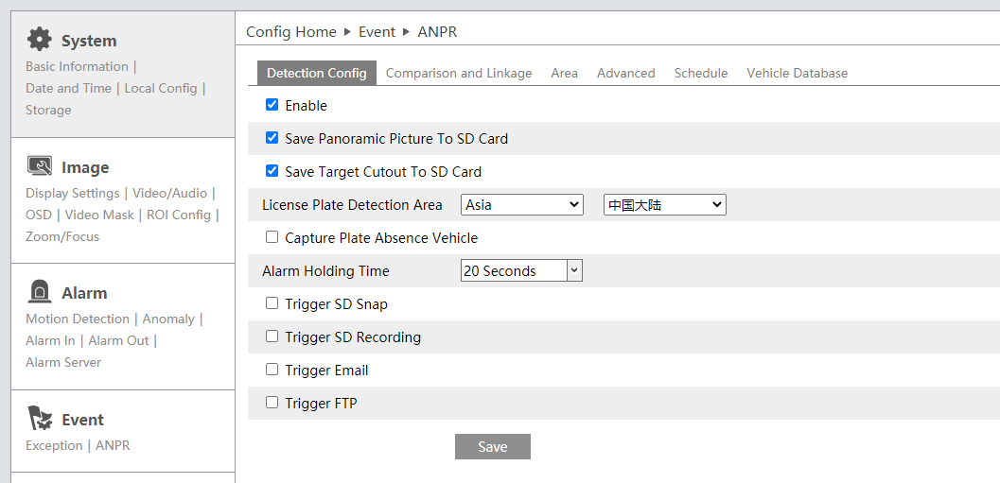 System
Basic Information |
Date and Time | Local Config |
Storage
Image
Display Settings | Video/Audio |
OSD | Video Mask | ROI Config |
Zoom/Focus
Alarm
Motion Detection | Anomaly |
Alarm In | Alarm Out |
Alarm Server
Event
Exception | ANPR
Config Home ▶ Event ▶ ANPR
Detection Config Comparison and Linkage Area Advanced Schedule Vehicle Database
Enable
Save Panoramic Picture To SD Card
Save Target Cutout To SD Card
License Plate Detection Area Asia 中国大陆
Capture Plate Absence Vehicle
Alarm Holding Time 20 Seconds
Trigger SD Snap
Trigger SD Recording
Trigger Email
Trigger FTP
Save